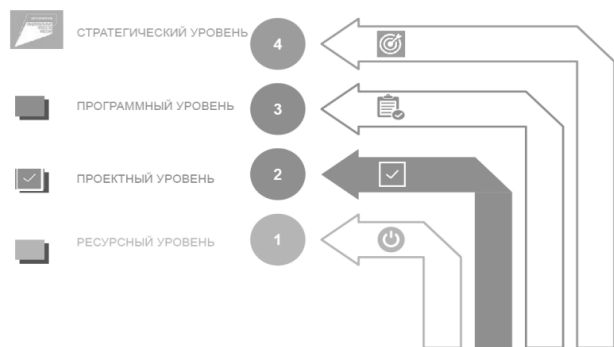 СТРАТЕГИЧЕСКИЙ УРОВЕНЬ 4
ПРОГРАММНЫЙ УРОВЕНЬ 3
ПРОЕКТНЫЙ УРОВЕНЬ 2
РЕСУРСНЫЙ УРОВЕНЬ 1